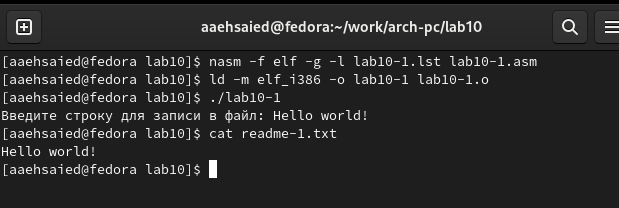 aaehsaied@fedora:~/work/arch-pc/lab10
[aaehsaied@fedora lab10]$ nasm -f elf -g -l lab10-1.lst lab10-1.asm
[aaehsaied@fedora lab10]$ ld -m elf_i386 -o lab10-1 lab10-1.o
[aaehsaied@fedora lab10]$ ./lab10-1
Введите строку для записи в файл: Hello world!
[aaehsaied@fedora lab10]$ cat readme-1.txt
Hello world!
[aaehsaied@fedora lab10]$